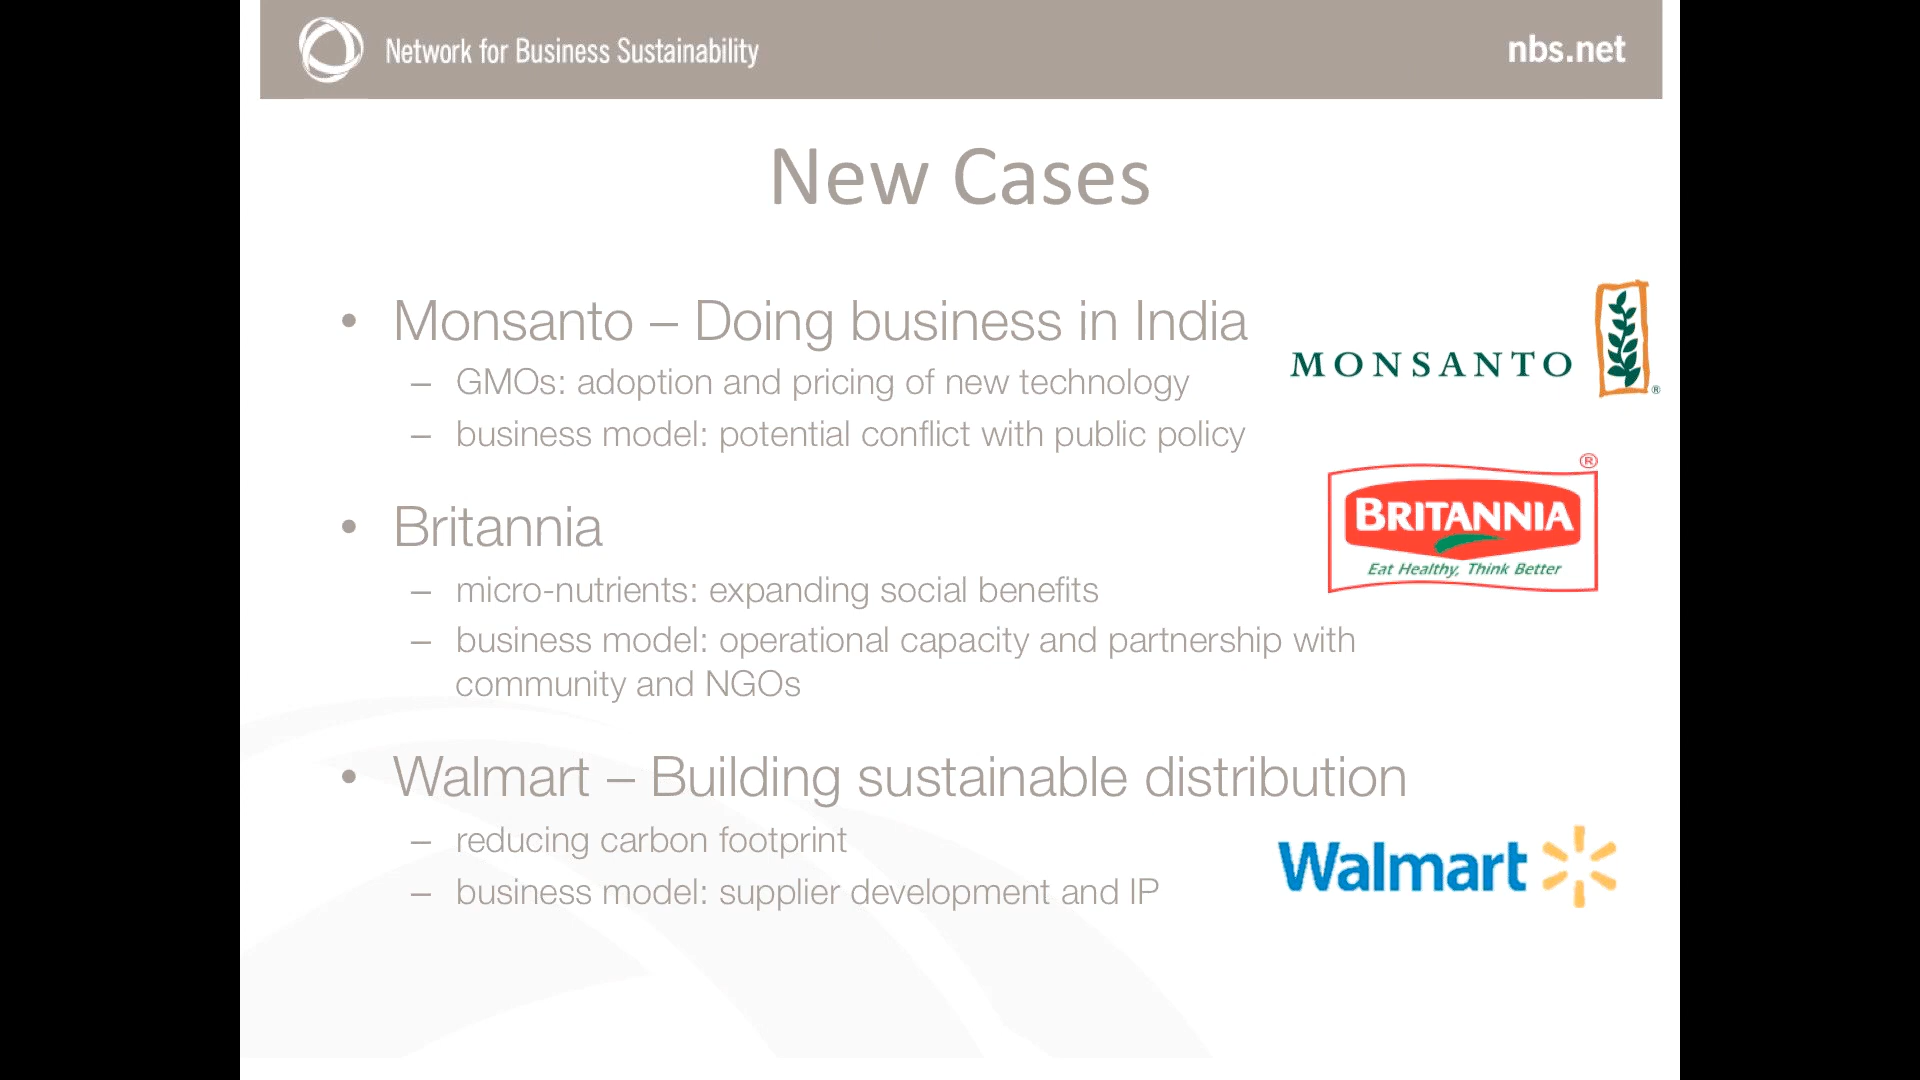 Network for Business Sustainability
nbs.net
New Cases
• Monsanto – Doing business in India
MONSANTO ®
– GMOs: adoption and pricing of new technology
– business model: potential conflict with public policy
• Britannia
®
BRITANNIA
Eat Healthy, Think Better
– micro-nutrients: expanding social benefits
– business model: operational capacity and partnership with
community and NGOs
• Walmart – Building sustainable distribution
– reducing carbon footprint
– business model: supplier development and IP
Walmart